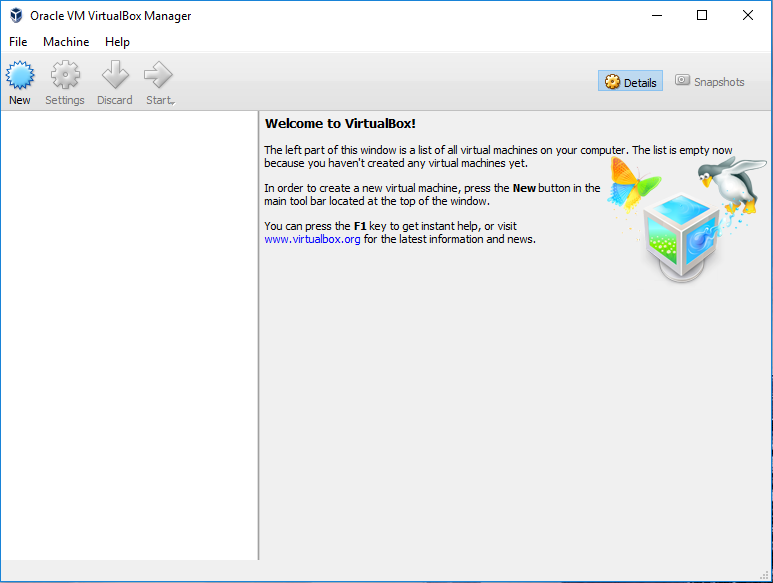 Oracle VM VirtualBox Manager
File Machine Help
New Settings Discard Start
Details Snapshots
Welcome to VirtualBox!
The left part of this window is a list of all virtual machines on your computer. The list is empty now
because you haven't created any virtual machines yet.
In order to create a new virtual machine, press the New button in the
main tool bar located at the top of the window.
You can press the F1 key to get instant help, or visit
www.virtualbox.org for the latest information and news.